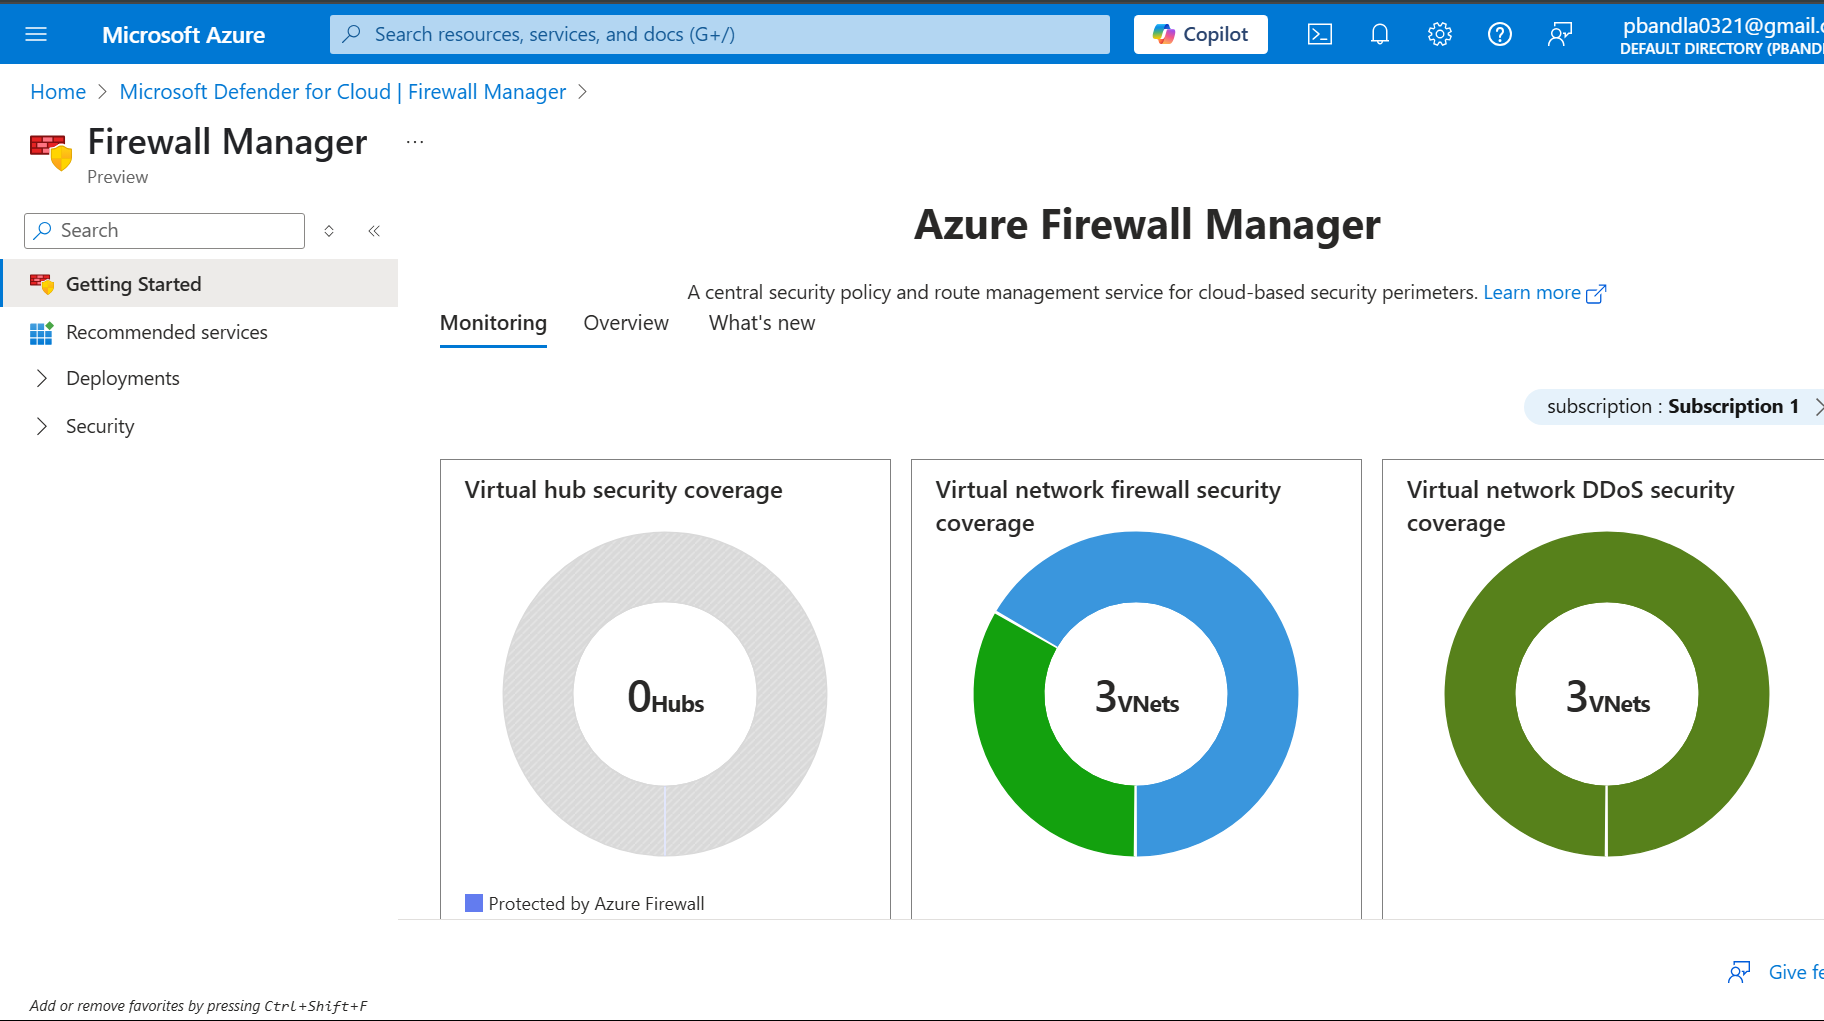 Microsoft Azure
Search resources, services, and docs (G+/)
Copilot
pbandla0321@gmail.c
DEFAULT DIRECTORY (PBANDL
Home > Microsoft Defender for Cloud | Firewall Manager >
Firewall Manager ...
Preview
Search
Getting Started
Recommended services
Deployments
Security
Azure Firewall Manager
A central security policy and route management service for cloud-based security perimeters. Learn more
Monitoring Overview What's new
subscription : Subscription 1
Virtual hub security coverage
0Hubs
Protected by Azure Firewall
Virtual network firewall security
coverage
3VNets
Virtual network DDoS security
coverage
3VNets
Give fe
Add or remove favorites by pressing Ctrl+Shift+F